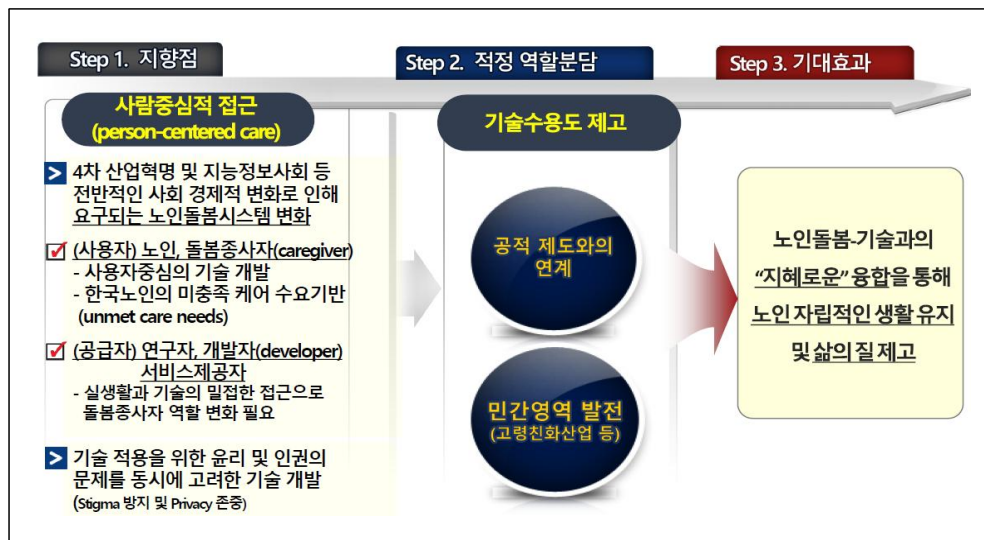 Step 1. 지향점
사람중심적 접근
(person-centered care)
4차 산업혁명 및 지능정보사회 등
전반적인 사회 경제적 변화로 인해
요구되는 노인돌봄시스템 변화
(사용자) 노인, 돌봄종사자(caregiver)
- 사용자중심의 기술 개발
- 한국노인의 미충족 케어 수요기반
(unmet care needs)
(공급자) 연구자, 개발자(developer)
서비스제공자
- 실생활과 기술의 밀접한 접근으로
돌봄종사자 역할 변화 필요
기술 적용을 위한 윤리 및 인권의
문제를 동시에 고려한 기술 개발
(Stigma 방지 및 Privacy 존중)
Step 2. 적정 역할분담
기술수용도 제고
공적 제도와의
연계
민간영역 발전
(고령친화산업 등)
Step 3. 기대효과
노인돌봄-기술과의
“지혜로운” 융합을 통해
노인 자립적인 생활 유지
및 삶의 질 제고